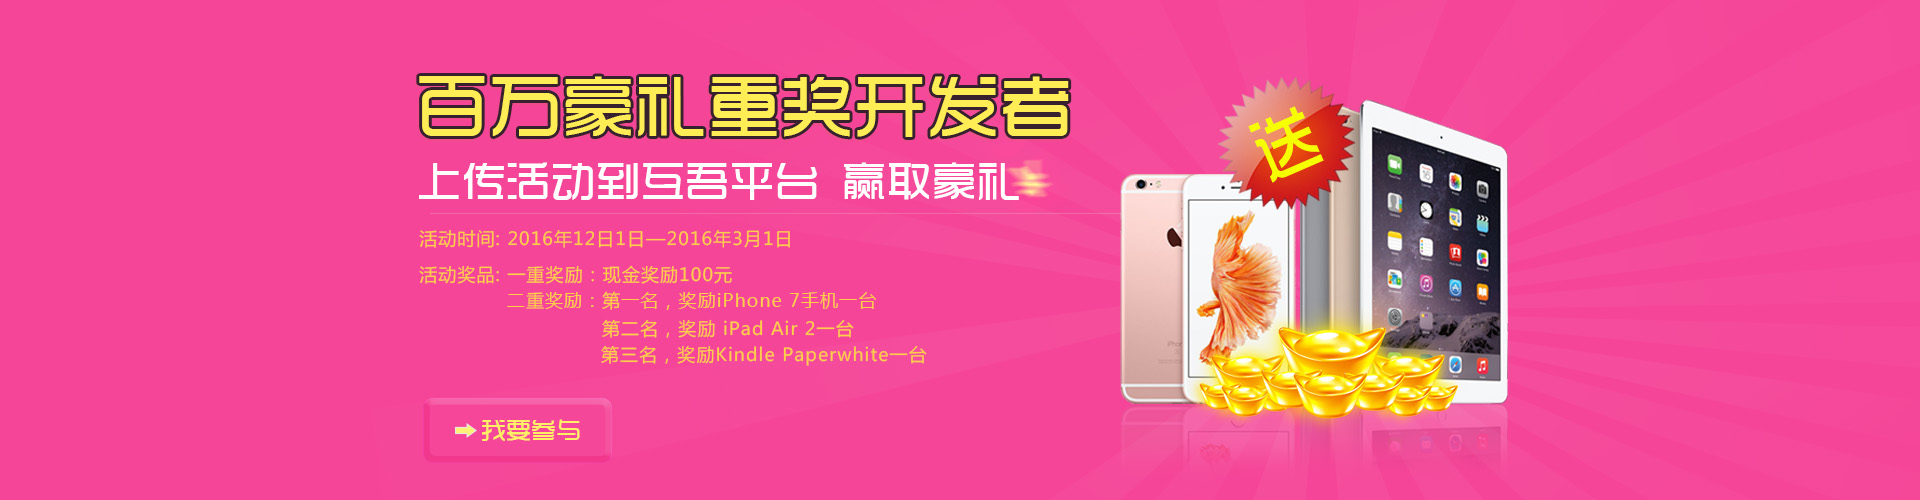 百万豪礼重奖开发者
上传活动到互吾平台 赢取豪礼
活动时间: 2016年12日1日—2016年3月1日
活动奖品: 一重奖励：现金奖励100元
二重奖励：第一名，奖励iPhone 7手机一台
第二名，奖励 iPad Air 2一台
第三名，奖励Kindle Paperwhite一台
我要参与
送